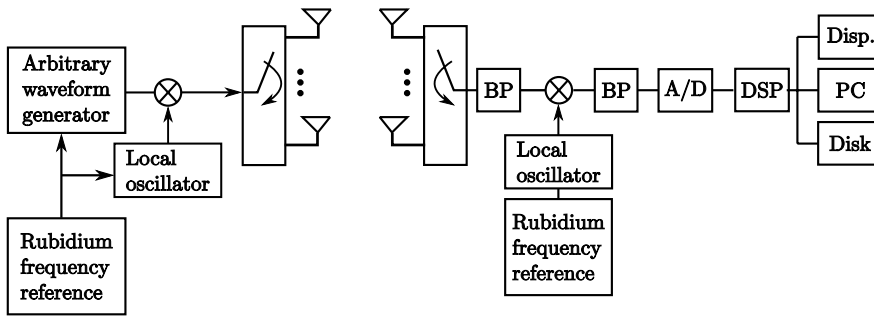 Arbitrary
waveform
generator
Local
oscillator
Rubidium
frequency
reference
BP
BP
A/D
DSP
Disp.
PC
Disk
Local
oscillator
Rubidium
frequency
reference